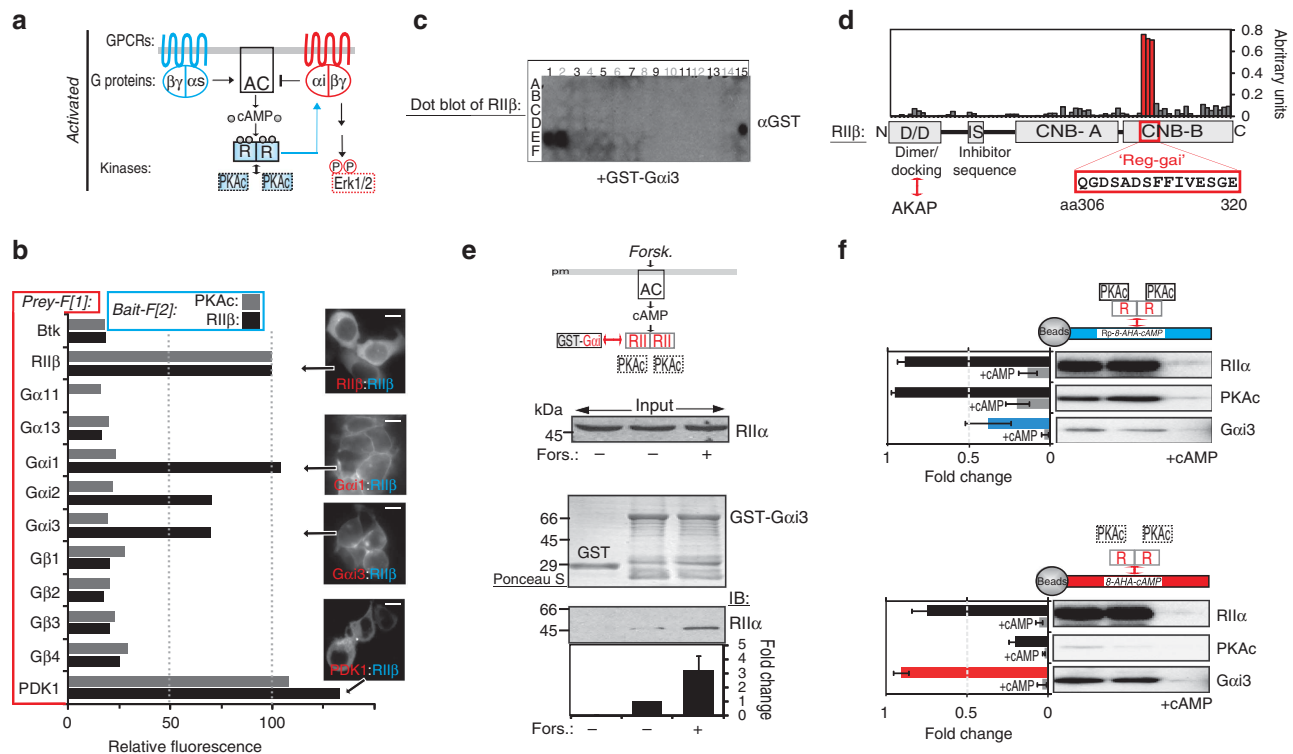 a
Activated
GPCRs:
G proteins:
βγ αs
AC
αi βγ
cAMP
R R
Kinases:
PKAc PKAc
P P
Erk1/2
b
Prey-F[1]:
Bait-F[2]:
PKAc:
RIIβ:
Btk
RIIβ
Gα11
Gα13
Gαi1
Gαi2
Gαi3
Gβ1
Gβ2
Gβ3
Gβ4
PDK1
0 50 100
Relative fluorescence
RIIβ:RIIβ
Gαi1:RIIβ
Gαi3:RIIβ
PDK1:RIIβ
c
1 2 3 4 5 6 7 8 9 10 11 12 13 14 15
A
B
C
D
E
F
Dot blot of RIIβ:
αGST
+GST-Gαi3
d
0.8
0.6
0.4
0.2
0
Abritrary units
RIIβ: N D/D IS CNB- A CNB-B C
Dimer/
docking
Inhibitor
sequence
AKAP
'Reg-gai'
QGDSADSFFIVESGE
aa306 320
e
Forsk.
pm
AC
cAMP
GST-Gαi RII RII
PKAc PKAc
Input
kDa
45
RIIα
Fors.: – – +
66
45
29
GST
GST-Gαi3
Ponceau S
IB:
66
45
RIIα
5
4
3
2
1
0
Fold change
Fors.: – – +
f
PKAc PKAc
R R
Beads
Rp-8-AHA-cAMP
+cAMP
+cAMP
+cAMP
RIIα
PKAc
Gαi3
1 0.5 0
Fold change
+cAMP
PKAc PKAc
R R
Beads
8-AHA-cAMP
+cAMP
+cAMP
+cAMP
RIIα
PKAc
Gαi3
1 0.5 0
Fold change
+cAMP